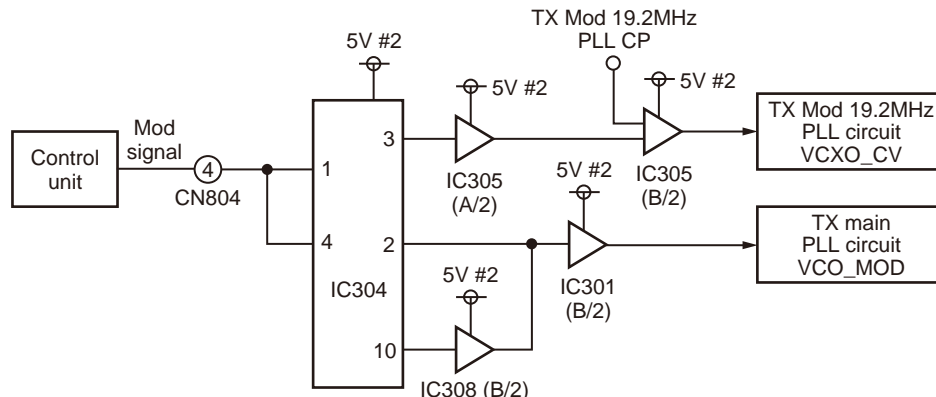 TX Mod 19.2MHz
PLL CP
5V #2
5V #2
5V #2
Control
unit
Mod
signal
4
CN804
1
4
3
2
10
IC304
IC305
(A/2)
IC305
(B/2)
TX Mod 19.2MHz
PLL circuit
VCXO_CV
5V #2
5V #2
IC301
(B/2)
IC308 (B/2)
TX main
PLL circuit
VCO_MOD